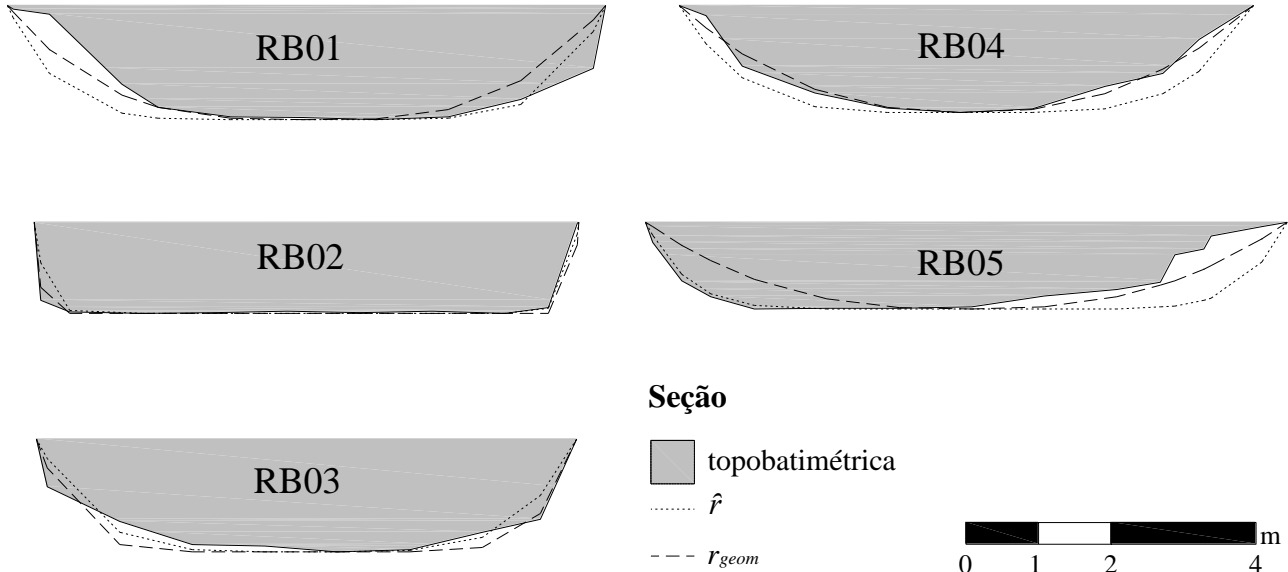 RB01
RB04
RB02
RB05
RB03
Seção
topobatimétrica
r̂
r_geom
m
0 1 2 4